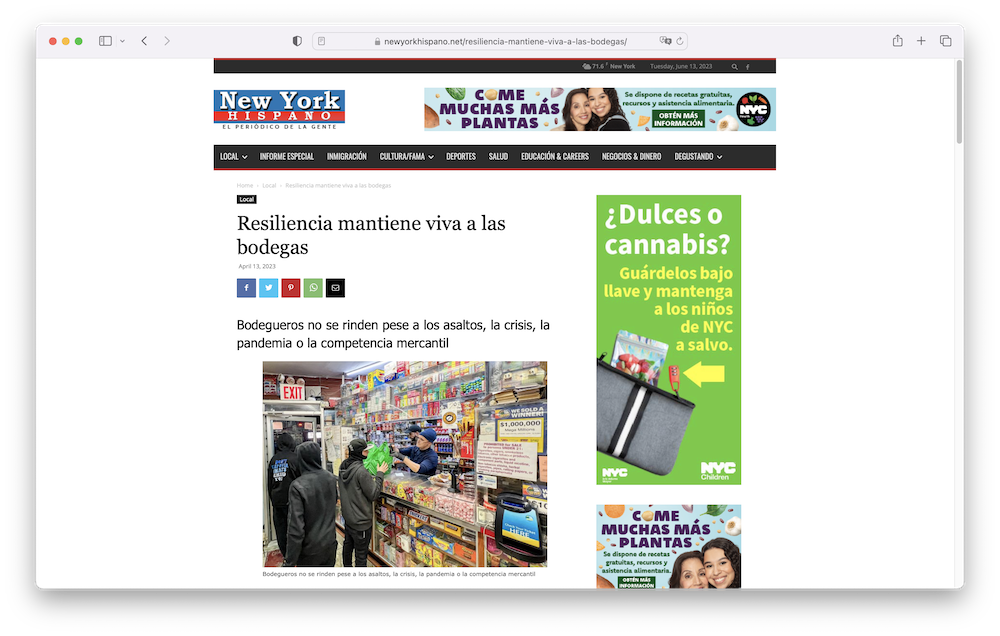 newyorkhispano.net/resiliencia-mantiene-viva-a-las-bodegas/
71.6 F New York Tuesday, June 13, 2023
New York
HISPANO
EL PERIÓDICO DE LA GENTE
COME
MUCHAS MÁS
PLANTAS
Se dispone de recetas gratuitas,
recursos y asistencia alimentaria.
OBTÉN MÁS
INFORMACIÓN
NYC
LOCAL INFORME ESPECIAL INMIGRACIÓN CULTURA/FAMA DEPORTES SALUD EDUCACIÓN & CAREERS NEGOCIOS & DINERO DEGUSTANDO
Home › Local › Resiliencia mantiene viva a las bodegas
Local
Resiliencia mantiene viva a las
bodegas
April 13, 2023
Bodegueros no se rinden pese a los asaltos, la crisis, la
pandemia o la competencia mercantil
EXIT
WE SOLD A
WINNER!
$1,000,000
Mega Millions
HERE
Bodegueros no se rinden pese a los asaltos, la crisis, la pandemia o la competencia mercantil
¿Dulces o
cannabis?
Guárdelos bajo
llave y mantenga
a los niños
de NYC
a salvo.
NYC
NYC
Children
COME
MUCHAS MÁS
PLANTAS
Se dispone de recetas
gratuitas, recursos y
asistencia alimentaria.
OBTÉN MÁS
INFORMACIÓN